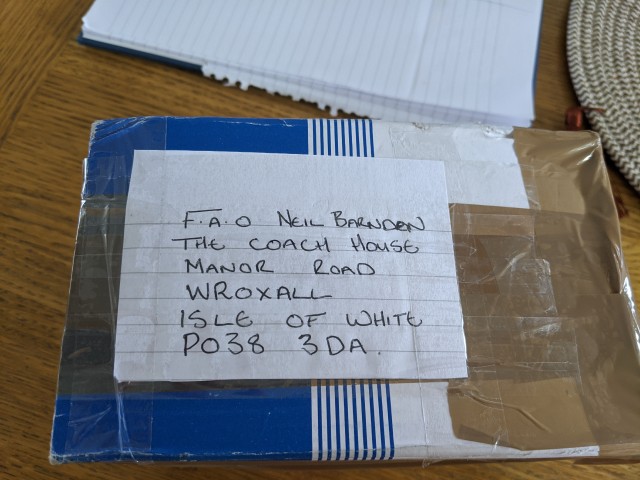 F.A.O NEIL BARNDEN
THE COACH HOUSE
MANOR ROAD
WROXALL
ISLE OF WHITE
PO38 3DA.